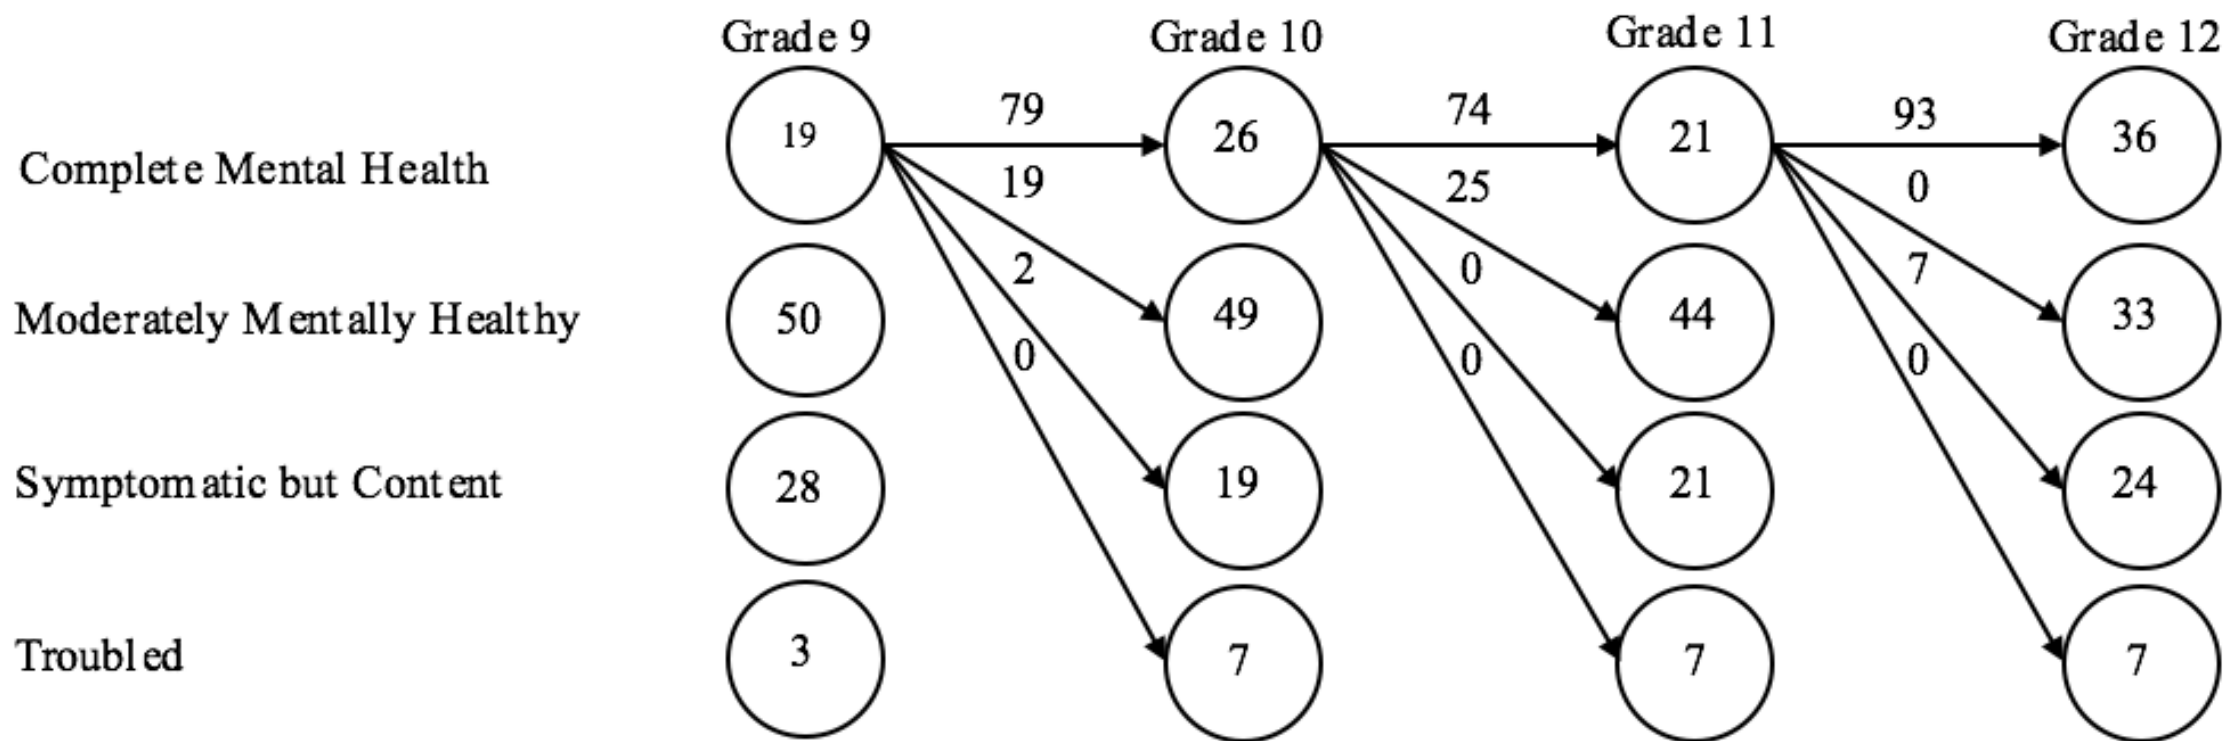 Grade 9 Grade 10 Grade 11 Grade 12
79 74 93
19 26 21 36
Complete Mental Health
19 25 0
2 0 7
Moderately Mentally Healthy 50 49 44 33
0 0 0
Symptomatic but Content 28 19 21 24
Troubled 3 7 7 7